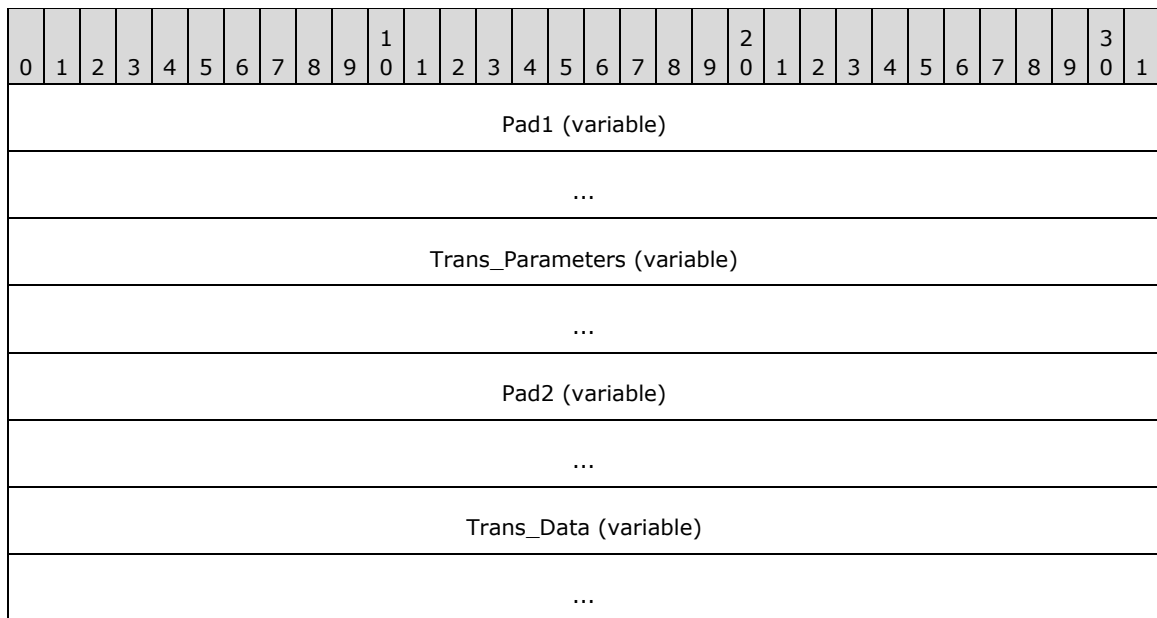 1 2 3
0 1 2 3 4 5 6 7 8 9 0 1 2 3 4 5 6 7 8 9 0 1 2 3 4 5 6 7 8 9 0 1
Pad1 (variable)
...
Trans_Parameters (variable)
...
Pad2 (variable)
...
Trans_Data (variable)
...